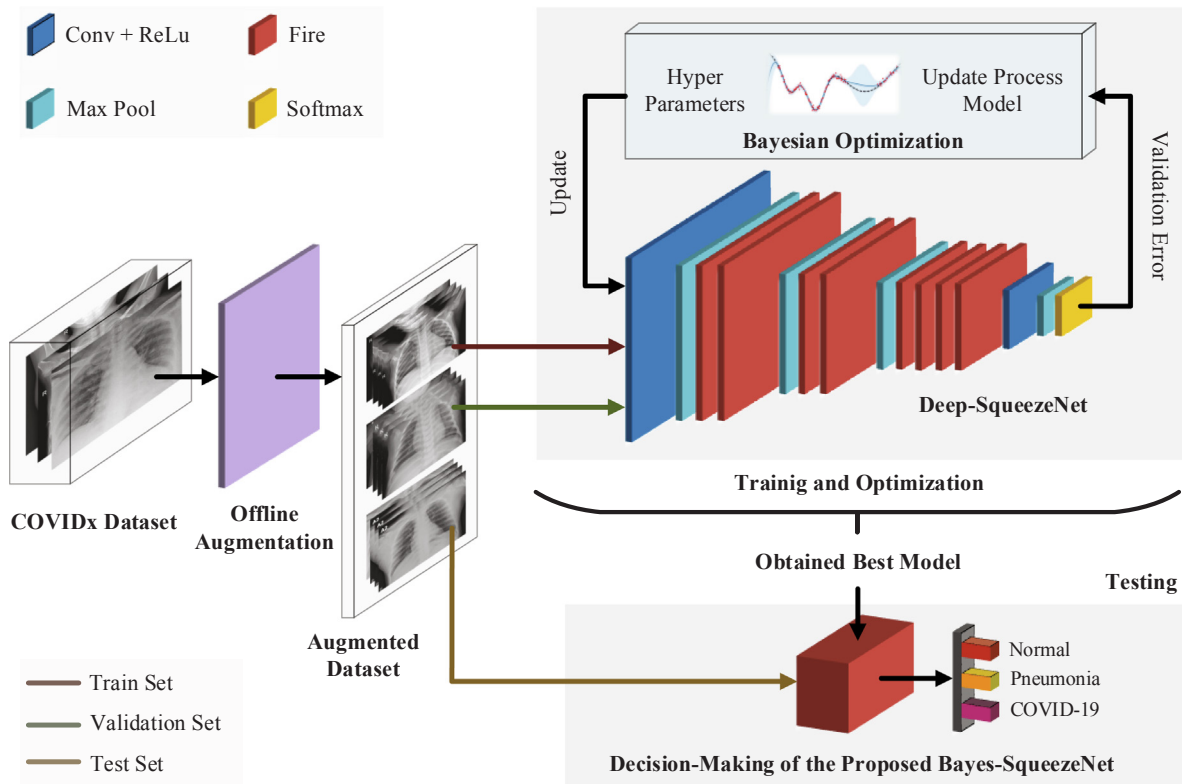 Conv + ReLu
Fire
Max Pool
Softmax
Hyper
Parameters
Update Process
Model
Bayesian Optimization
Update
Validation Error
Deep-SqueezeNet
COVIDx Dataset
Offline
Augmentation
Augmented
Dataset
Trainig and Optimization
Obtained Best Model
Testing
Normal
Pneumonia
COVID-19
Decision-Making of the Proposed Bayes-SqueezeNet
Train Set
Validation Set
Test Set